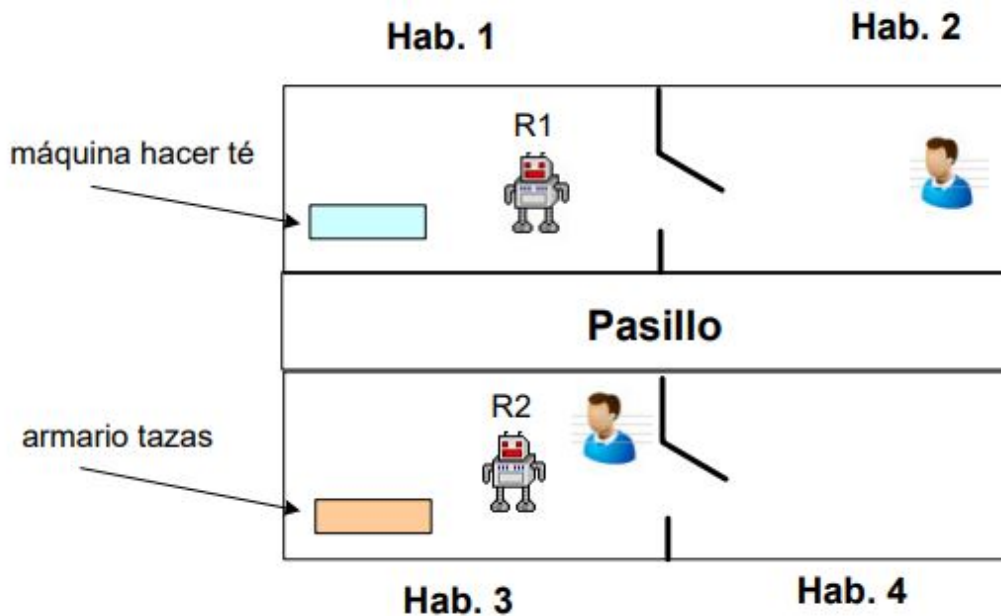 Hab. 1
Hab. 2
máquina hacer té
R1
Pasillo
armario tazas
R2
Hab. 3
Hab. 4